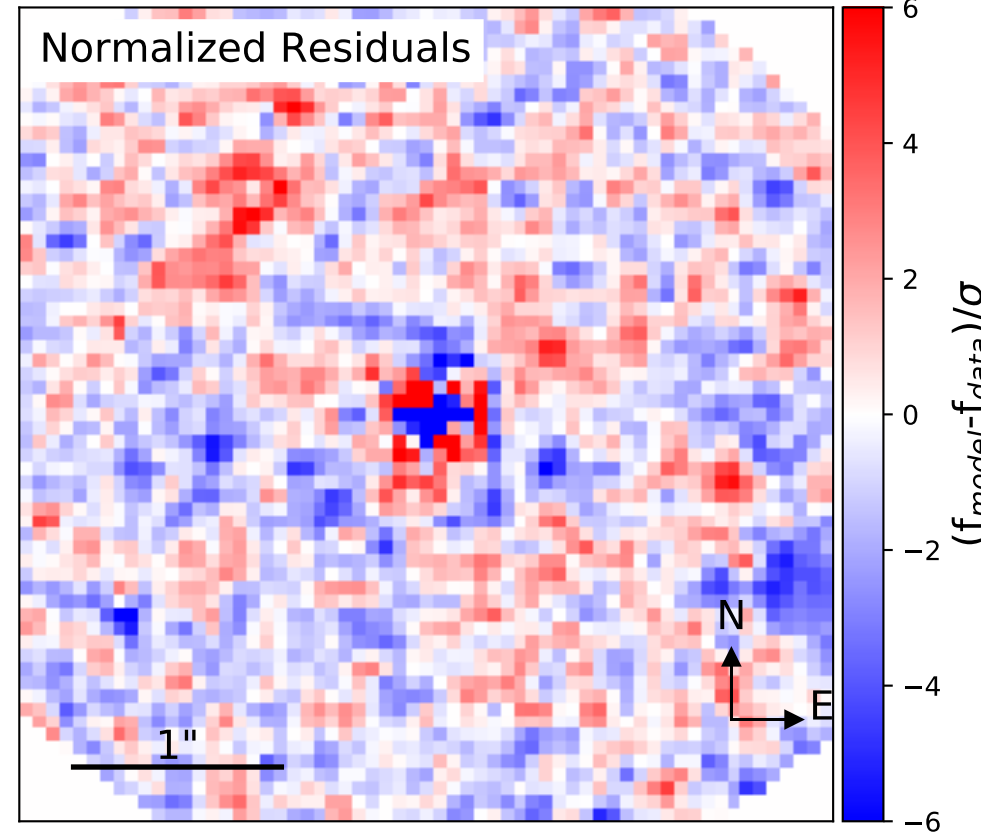 Normalized Residuals
6
4
2
0
−2
−4
−6
(f_model-f_data)/σ
N
E
1"